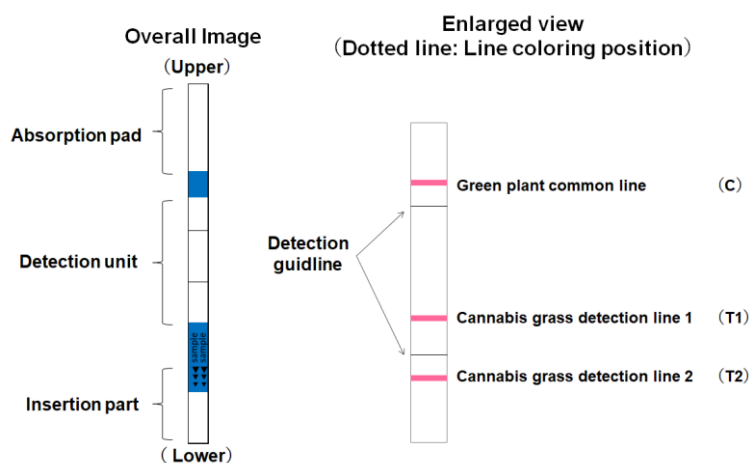 Overall Image
(Upper)
Absorption pad
Detection unit
sample
sample
Insertion part
( Lower)
Enlarged view
(Dotted line: Line coloring position)
Green plant common line (C)
Detection
guidline
Cannabis grass detection line 1 (T1)
Cannabis grass detection line 2 (T2)